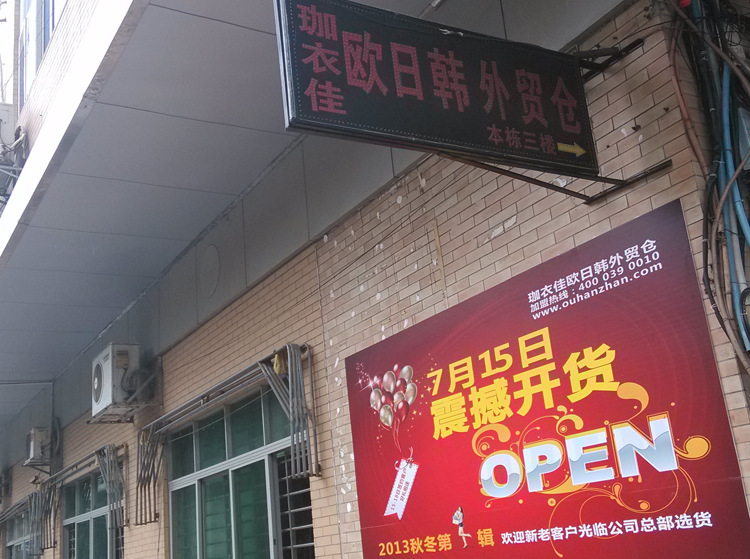 珈衣佳
欧日韩 外贸仓
本栋三楼
珈衣佳欧日韩外贸仓
加盟热线：400 039 0010
www.ouhanzhan.com
7月15日
震撼开货
OPEN
2013秋冬第 辑 欢迎新老客户光临公司总部选货